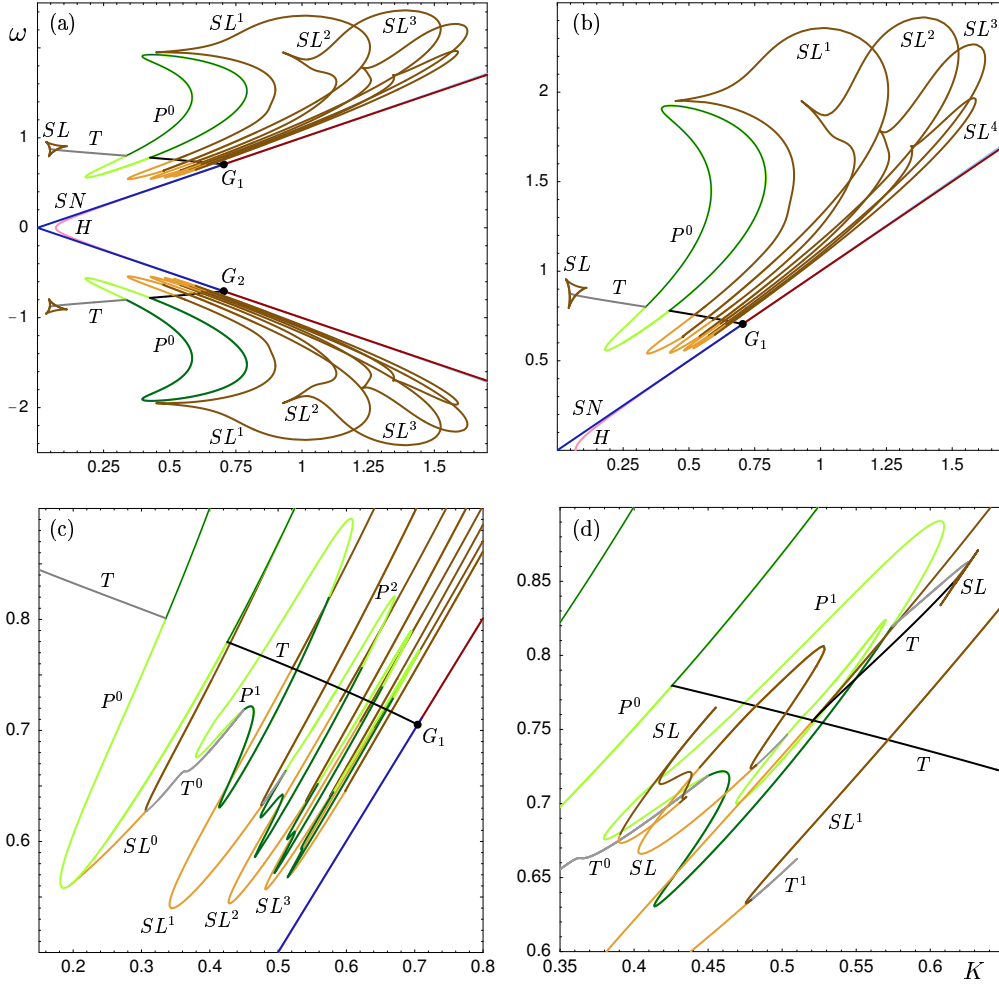 ω
(a)
SL¹
SL²
SL³
P⁰
SL
T
G₁
SN
H
G₂
T
P⁰
SL¹
SL²
SL³
1
0
−1
−2
0.25
0.5
0.75
1
1.25
1.5
(b)
SL¹
SL²
SL³
SL⁴
P⁰
SL
T
G₁
SN
H
2
1.5
1
0.5
0.25
0.5
0.75
1
1.25
1.5
(c)
T
P²
T
P⁰
P¹
G₁
T⁰
SL⁰
SL¹
SL²
SL³
0.8
0.7
0.6
0.2
0.3
0.4
0.5
0.6
0.7
0.8
(d)
SL
P¹
T
P⁰
SL
T
SL¹
T⁰
SL
T¹
0.85
0.8
0.75
0.7
0.65
0.6
0.35
0.4
0.45
0.5
0.55
0.6
K